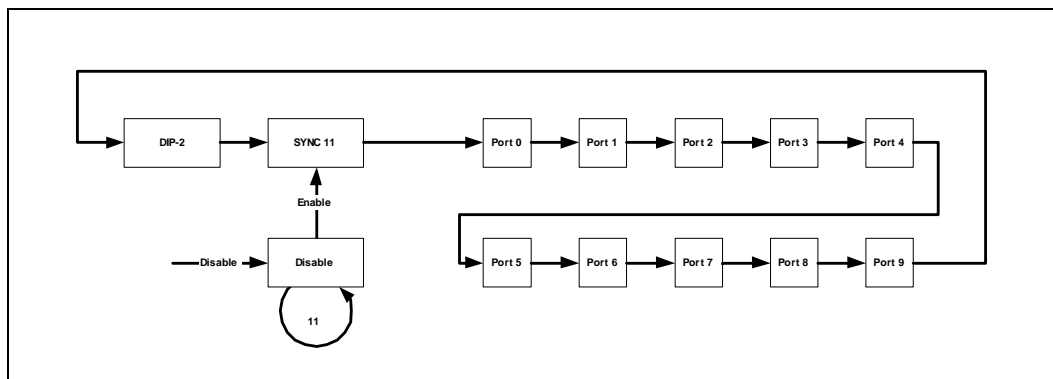 DIP-2
SYNC 11
Port 0
Port 1
Port 2
Port 3
Port 4
Enable
Disable
Disable
Port 5
Port 6
Port 7
Port 8
Port 9
11